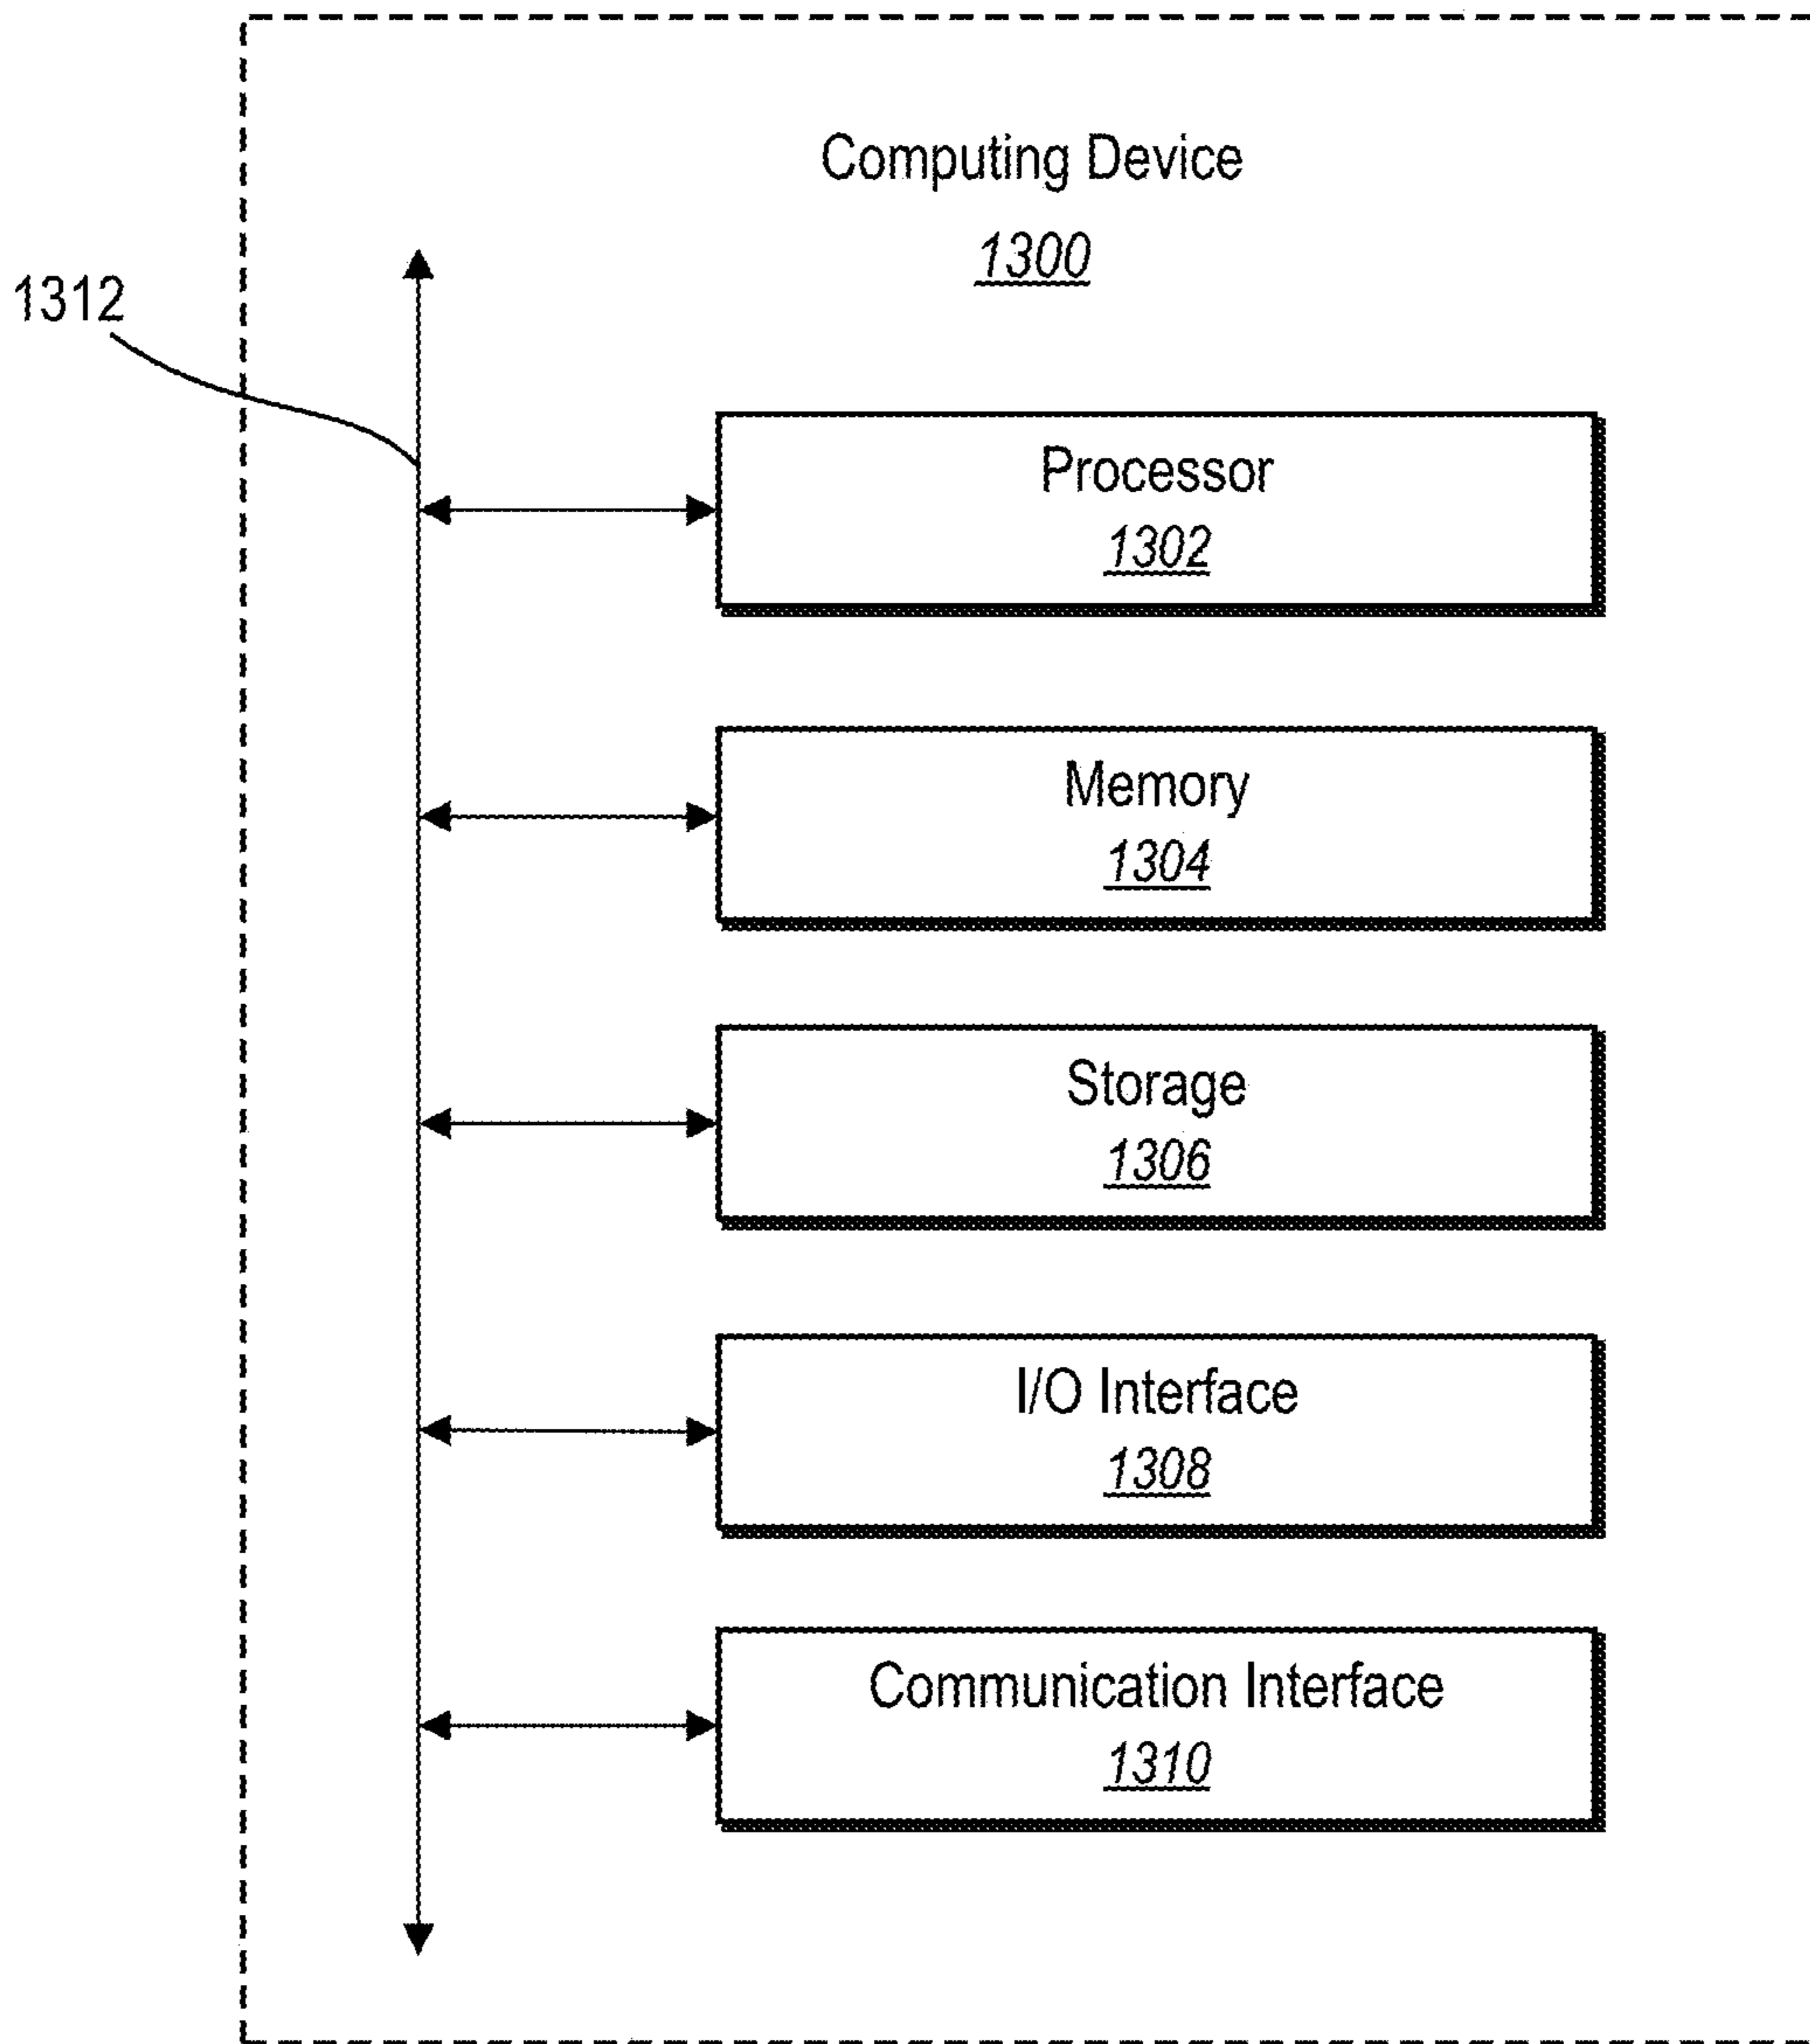 Computing Device
1300
1312
Processor
1302
Memory
1304
Storage
1306
I/O Interface
1308
Communication Interface
1310